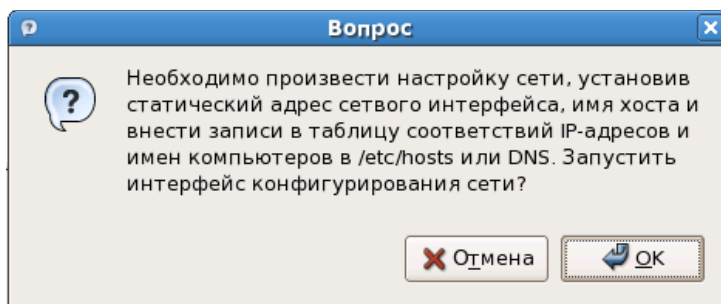 Вопрос
Необходимо произвести настройку сети, установив
статический адрес сетвого интерфейса, имя хоста и
внести записи в таблицу соответствий IP-адресов и
имен компьютеров в /etc/hosts или DNS. Запустить
интерфейс конфигурирования сети?
Отмена
OK